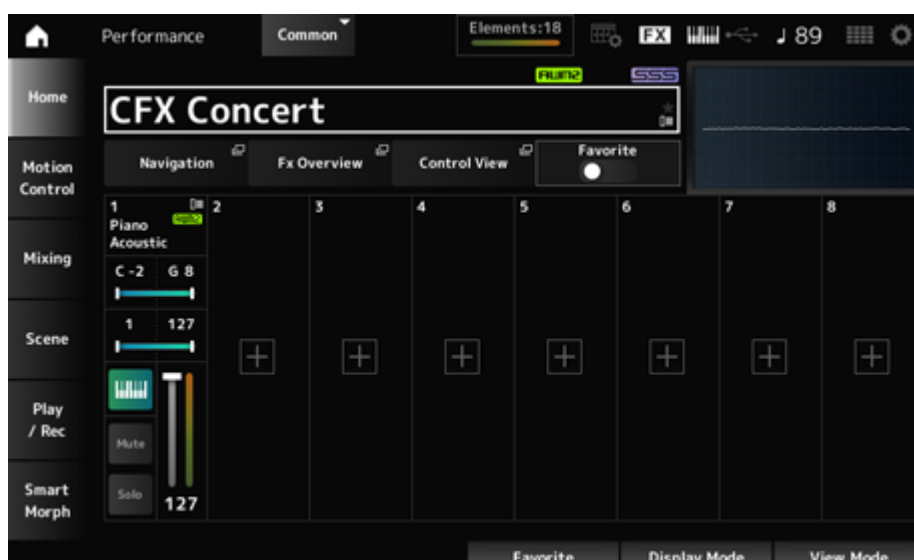 Performance
Common
Elements:18
FX
89
Home
AWM2
SSS
CFX Concert
Navigation
Fx Overview
Control View
Favorite
Motion
Control
1
2
3
4
5
6
7
8
Piano
Acoustic
C -2 G 8
Mixing
1 127
Scene
Play
/ Rec
Mute
Smart
Morph
Solo
127
Favorite
Display Mode
View Mode